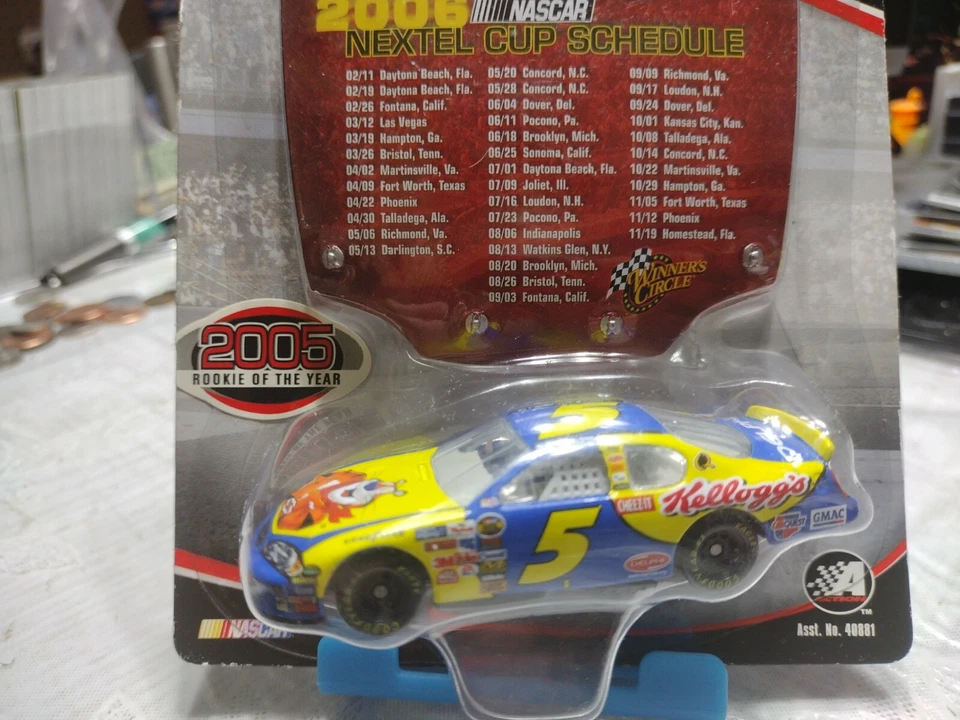 2006 NASCAR
NEXTEL CUP SCHEDULE
02/11 Daytona Beach, Fla.
02/19 Daytona Beach, Fla.
02/26 Fontana, Calif.
03/12 Las Vegas
03/19 Hampton, Ga.
03/26 Bristol, Tenn.
04/02 Martinsville, Va.
04/09 Fort Worth, Texas
04/22 Phoenix
04/30 Talladega, Ala.
05/06 Richmond, Va.
05/13 Darlington, S.C.
05/20 Concord, N.C.
05/28 Concord, N.C.
06/04 Dover, Del.
06/11 Pocono, Pa.
06/18 Brooklyn, Mich.
06/25 Sonoma, Calif.
07/01 Daytona Beach, Fla.
07/09 Joliet, Ill.
07/16 Loudon, N.H.
07/23 Pocono, Pa.
08/06 Indianapolis
08/13 Watkins Glen, N.Y.
08/20 Brooklyn, Mich.
08/26 Bristol, Tenn.
09/03 Fontana, Calif.
09/09 Richmond, Va.
09/17 Loudon, N.H.
09/24 Dover, Del.
10/01 Kansas City, Kan.
10/08 Talladega, Ala.
10/14 Concord, N.C.
10/22 Martinsville, Va.
10/29 Hampton, Ga.
11/05 Fort Worth, Texas
11/12 Phoenix
11/19 Homestead, Fla.
WINNER'S
CIRCLE
2005
ROOKIE OF THE YEAR
5
CHEEZ-IT
Kellogg's
5
DELPHI
QUEST
GMAC
GOODYEAR
ACTION
TM
NASCAR
Asst. No. 40881